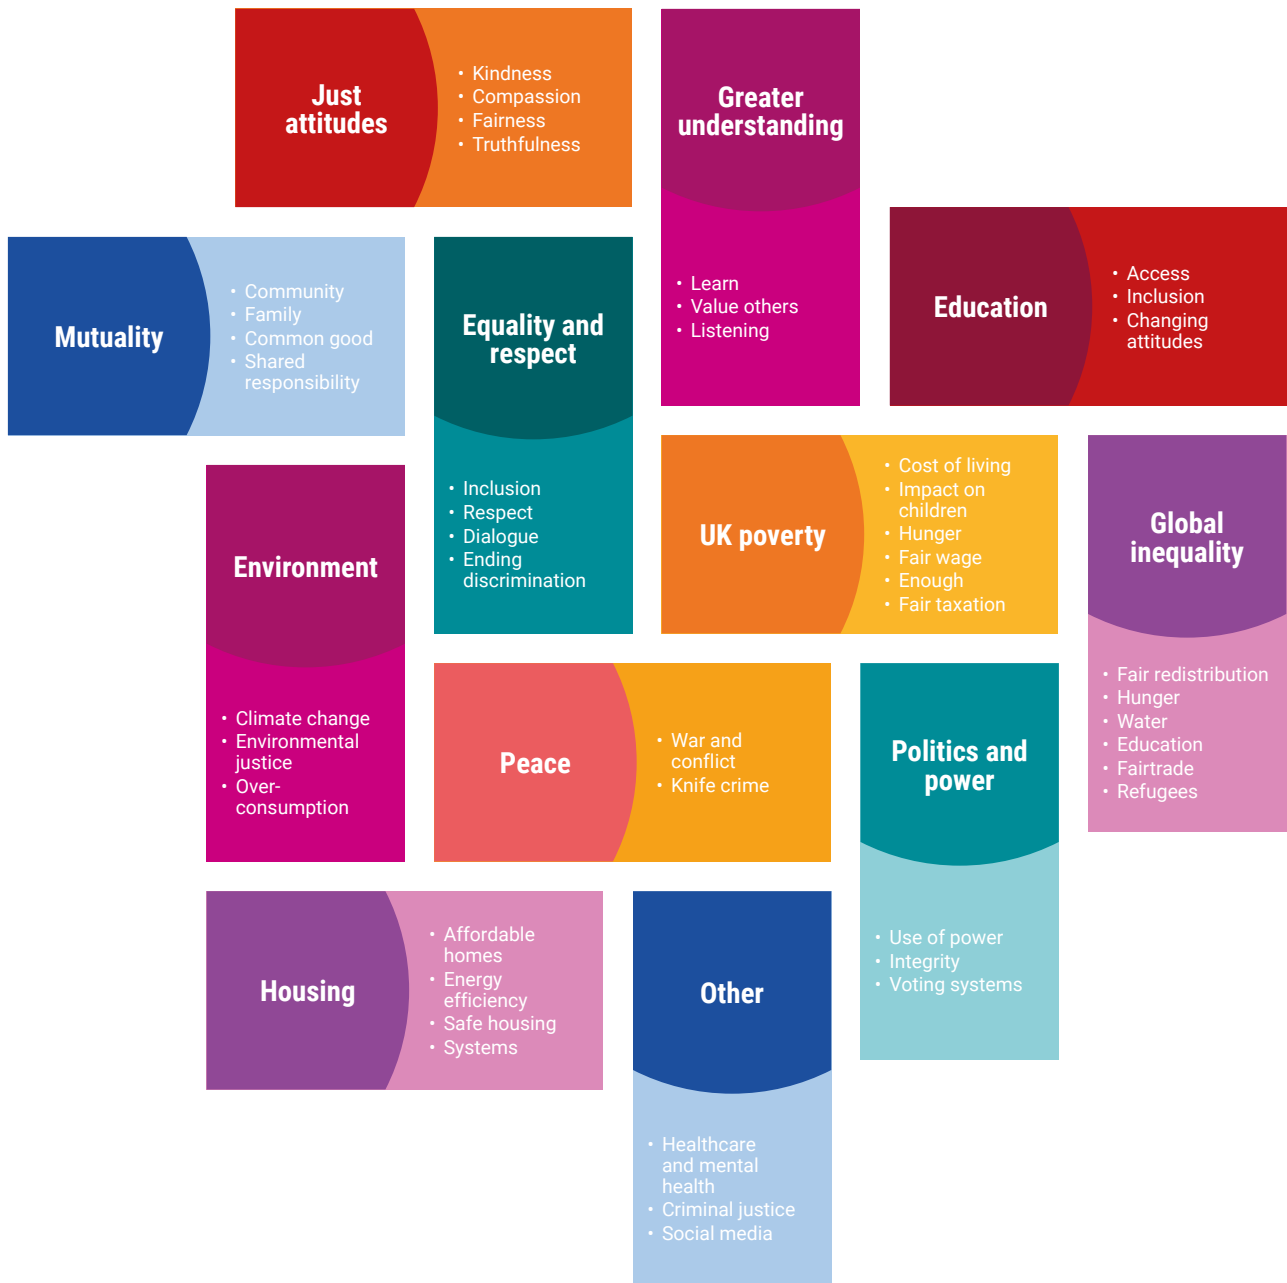 Just
attitudes
• Kindness
• Compassion
• Fairness
• Truthfulness
Greater
understanding
• Learn
• Value others
• Listening
Education
• Access
• Inclusion
• Changing
attitudes
Mutuality
• Community
• Family
• Common good
• Shared
responsibility
Equality and
respect
• Inclusion
• Respect
• Dialogue
• Ending
discrimination
UK poverty
• Cost of living
• Impact on
children
• Hunger
• Fair wage
• Enough
• Fair taxation
Global
inequality
• Fair redistribution
• Hunger
• Water
• Education
• Fairtrade
• Refugees
Environment
• Climate change
• Environmental
justice
• Over-
consumption
Peace
• War and
conflict
• Knife crime
Politics and
power
• Use of power
• Integrity
• Voting systems
Housing
• Affordable
homes
• Energy
efficiency
• Safe housing
• Systems
Other
• Healthcare
and mental
health
• Criminal justice
• Social media